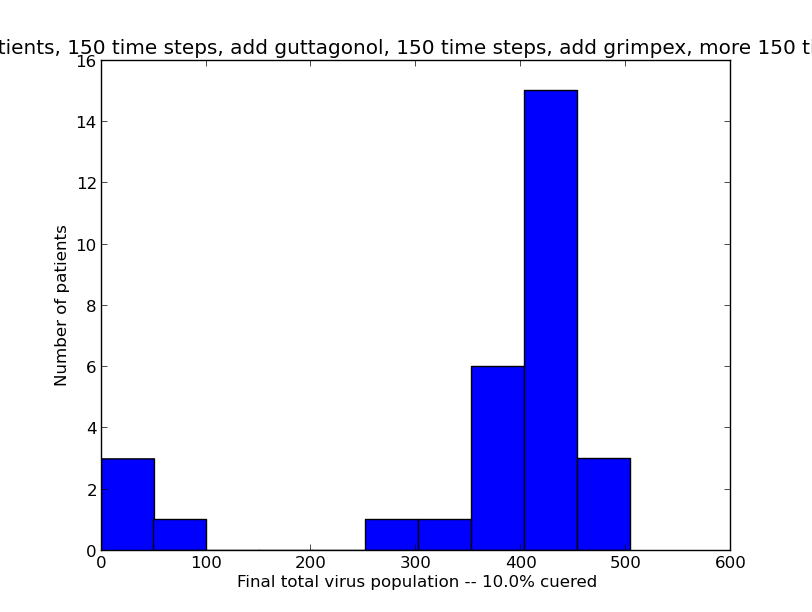 tients, 150 time steps, add guttagonol, 150 time steps, add grimpex, more 150 ti
16
14
12
10
8
6
4
2
0
Number of patients
0 100 200 300 400 500 600
Final total virus population -- 10.0% cuered